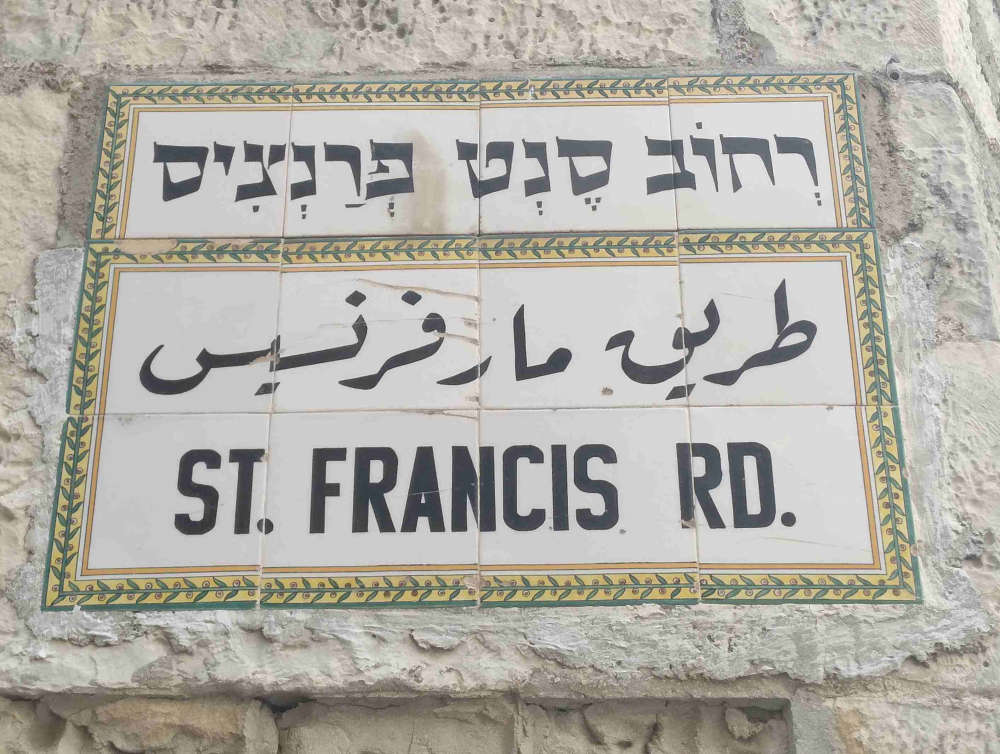 רְחוֹב סָנְט פְרַנְצִיס
طريق مار فرنسيس
ST. FRANCIS RD.